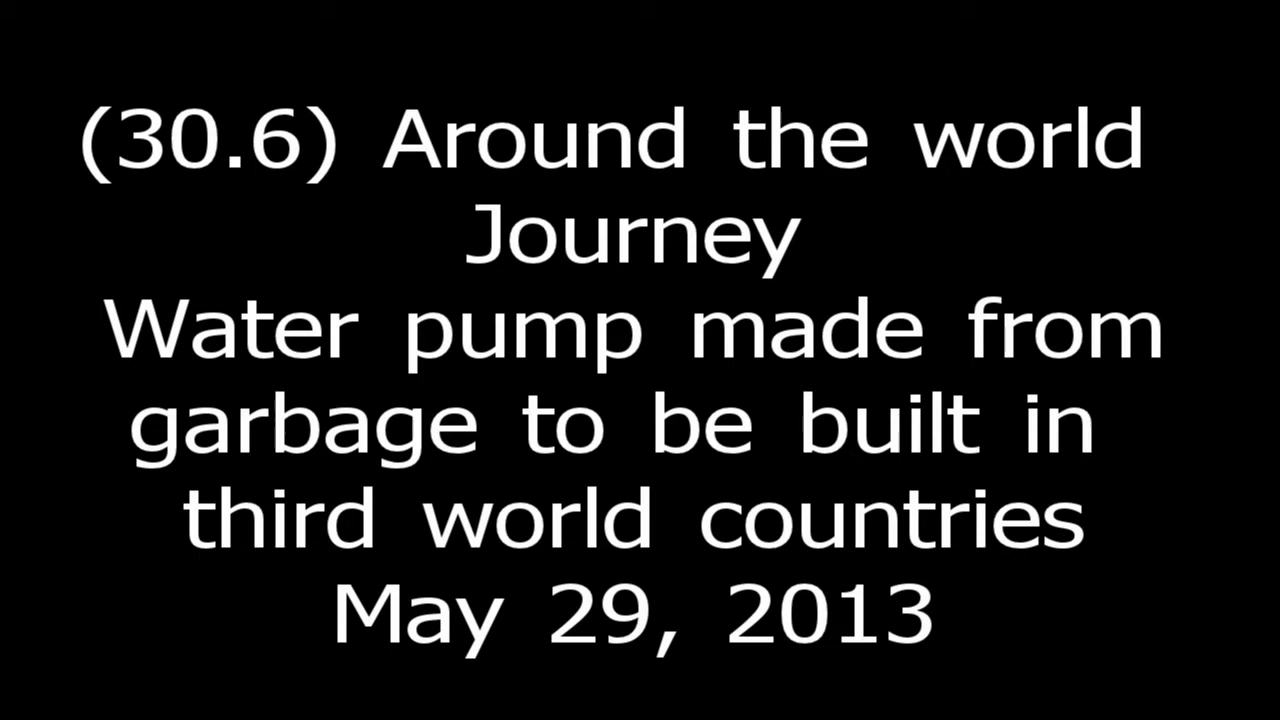 (30.6) Around the world
Journey
Water pump made from
garbage to be built in
third world countries
May 29, 2013